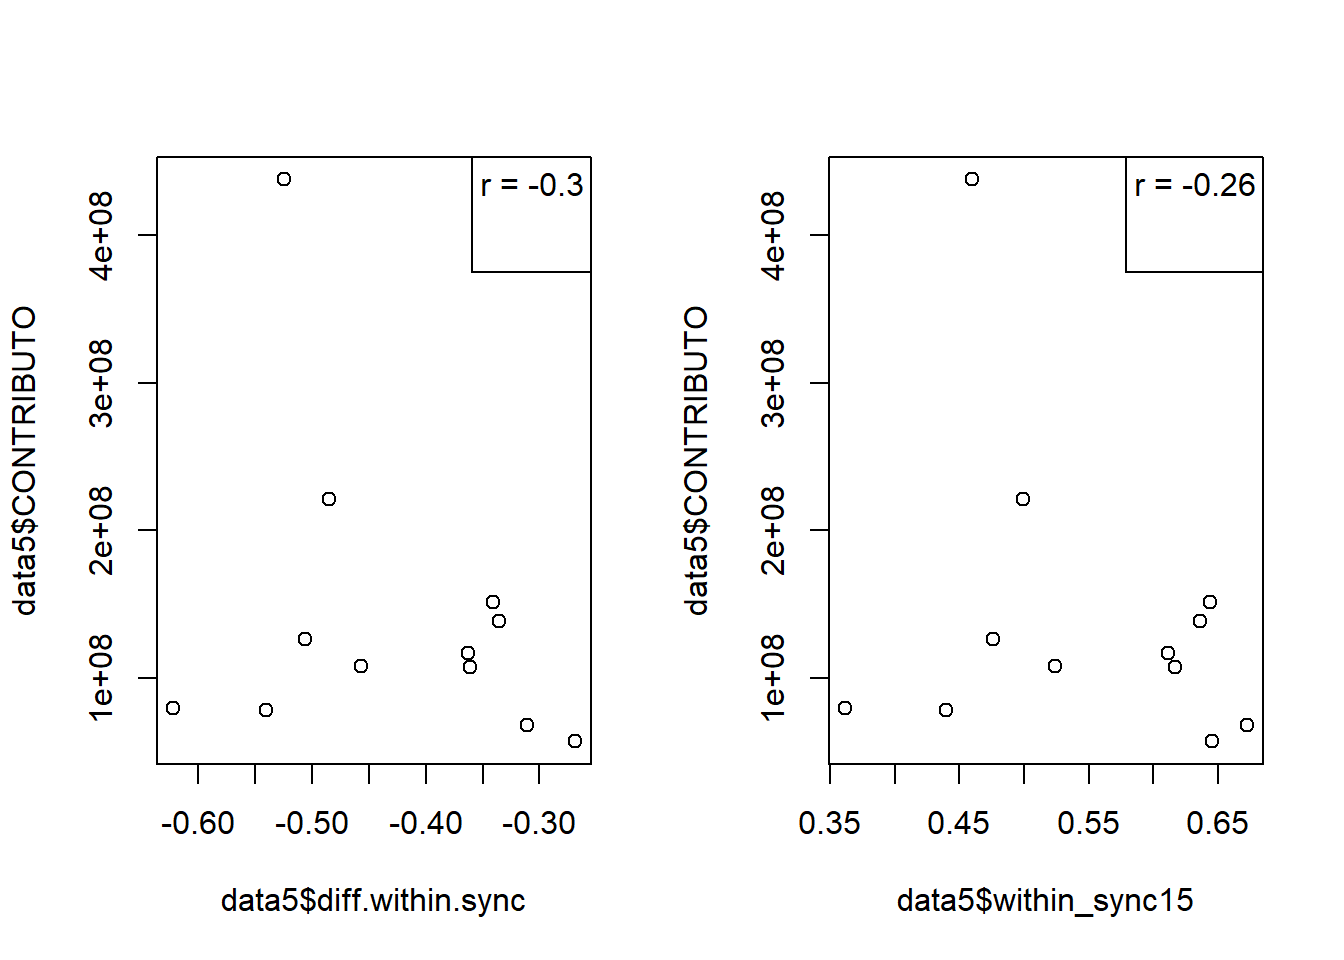 r = -0.3
4e+08
3e+08
2e+08
1e+08
data5$CONTRIBUTO
-0.60
-0.50
-0.40
-0.30
data5$diff.within.sync
r = -0.26
4e+08
3e+08
2e+08
1e+08
data5$CONTRIBUTO
0.35
0.45
0.55
0.65
data5$within_sync15